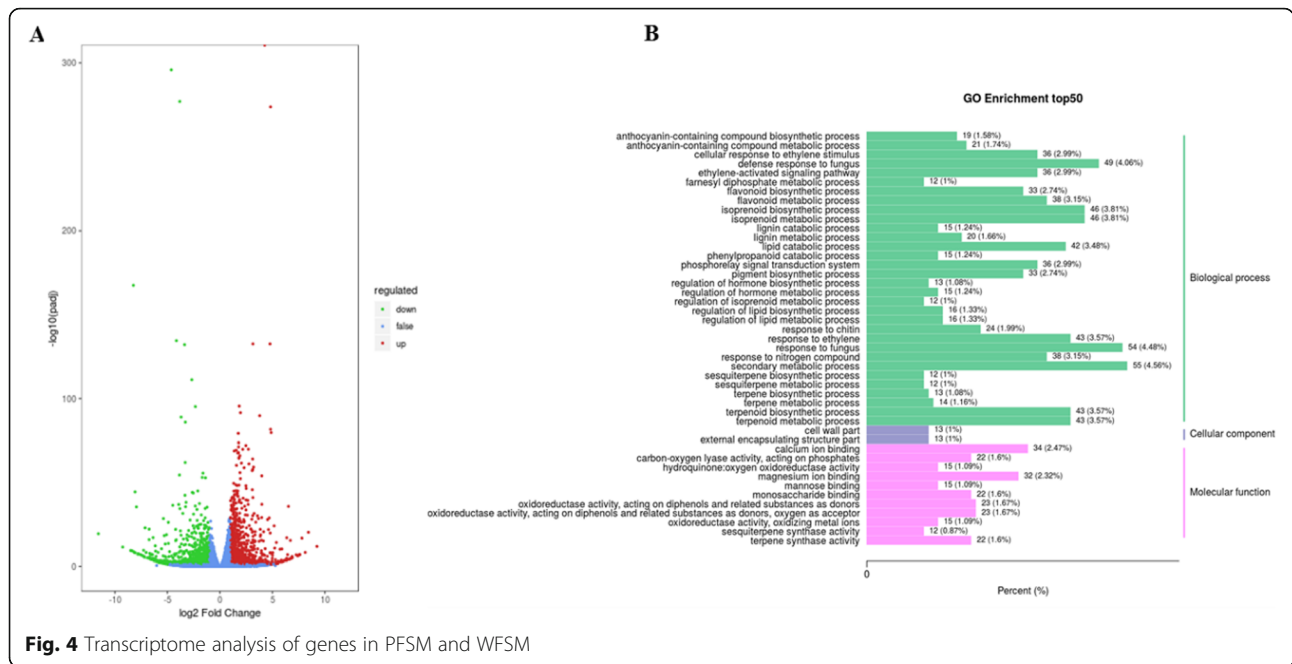 A
300
200
100
0
-10
-5
0
5
10
-log10(padj)
log2 Fold Change
regulated
down
false
up
B
GO Enrichment top50
anthocyanin-containing compound biosynthetic process 19 (1.58%)
anthocyanin-containing compound metabolic process 21 (1.74%)
cellular response to ethylene stimulus 36 (2.99%)
defense response to fungus 49 (4.06%)
ethylene-activated signaling pathway 36 (2.99%)
farnesyl diphosphate metabolic process 12 (1%)
flavonoid biosynthetic process 33 (2.74%)
flavonoid metabolic process 38 (3.15%)
isoprenoid biosynthetic process 46 (3.81%)
isoprenoid metabolic process 46 (3.81%)
lignin catabolic process 15 (1.24%)
lignin metabolic process 20 (1.66%)
lipid catabolic process 42 (3.48%)
phenylpropanoid catabolic process 15 (1.24%)
phosphorelay signal transduction system 36 (2.99%)
pigment biosynthetic process 33 (2.74%)
regulation of hormone biosynthetic process 13 (1.08%)
regulation of hormone metabolic process 15 (1.24%)
regulation of isoprenoid metabolic process 12 (1%)
regulation of lipid biosynthetic process 16 (1.33%)
regulation of lipid metabolic process 16 (1.33%)
response to chitin 24 (1.99%)
response to ethylene 43 (3.57%)
response to fungus 54 (4.48%)
response to nitrogen compound 38 (3.15%)
secondary metabolic process 55 (4.56%)
sesquiterpene biosynthetic process 12 (1%)
sesquiterpene metabolic process 12 (1%)
terpene biosynthetic process 13 (1.08%)
terpene metabolic process 14 (1.16%)
terpenoid biosynthetic process 43 (3.57%)
terpenoid metabolic process 43 (3.57%)
cell wall part 13 (1%)
external encapsulating structure part 13 (1%)
calcium ion binding 34 (2.47%)
carbon-oxygen lyase activity, acting on phosphates 22 (1.6%)
hydroquinone:oxygen oxidoreductase activity 15 (1.09%)
magnesium ion binding 32 (2.32%)
mannose binding 15 (1.09%)
monosaccharide binding 22 (1.6%)
oxidoreductase activity, acting on diphenols and related substances as donors 23 (1.67%)
oxidoreductase activity, acting on diphenols and related substances as donors, oxygen as acceptor 23 (1.67%)
oxidoreductase activity, oxidizing metal ions 15 (1.09%)
sesquiterpene synthase activity 12 (0.87%)
terpene synthase activity 22 (1.6%)
Biological process
Cellular component
Molecular function
0
Percent (%)
Fig. 4 Transcriptome analysis of genes in PFSM and WFSM